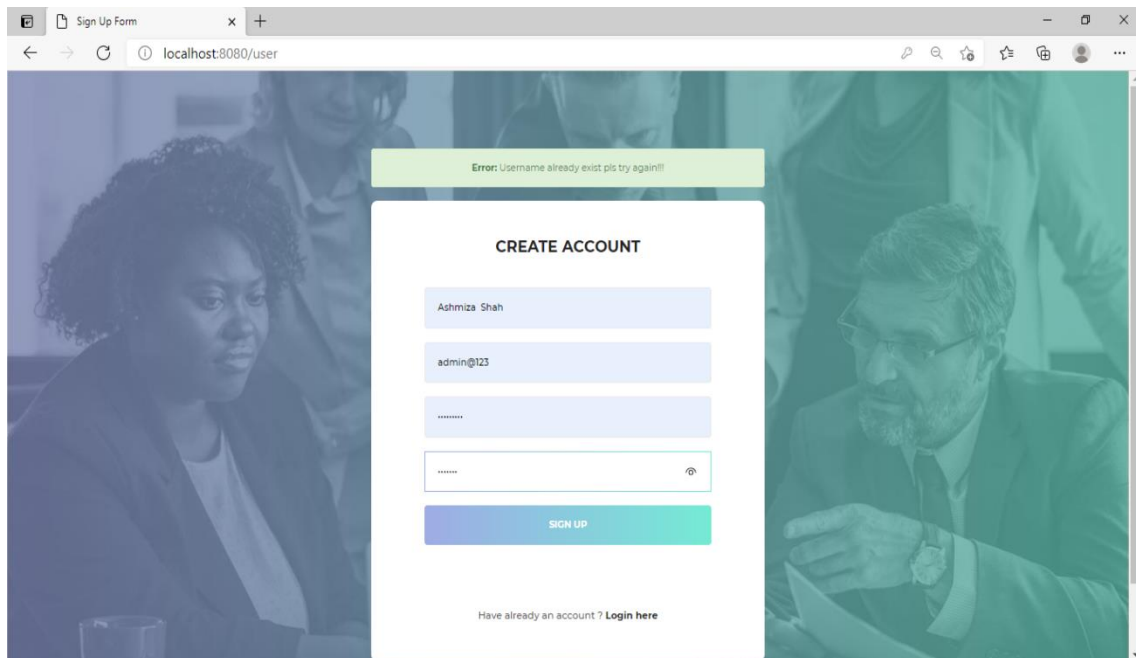 Sign Up Form
localhost:8080/user
Error: Username already exist pls try again!!!
CREATE ACCOUNT
Ashmiza Shah
admin@123
•••••••••
•••••••
SIGN UP
Have already an account ? Login here